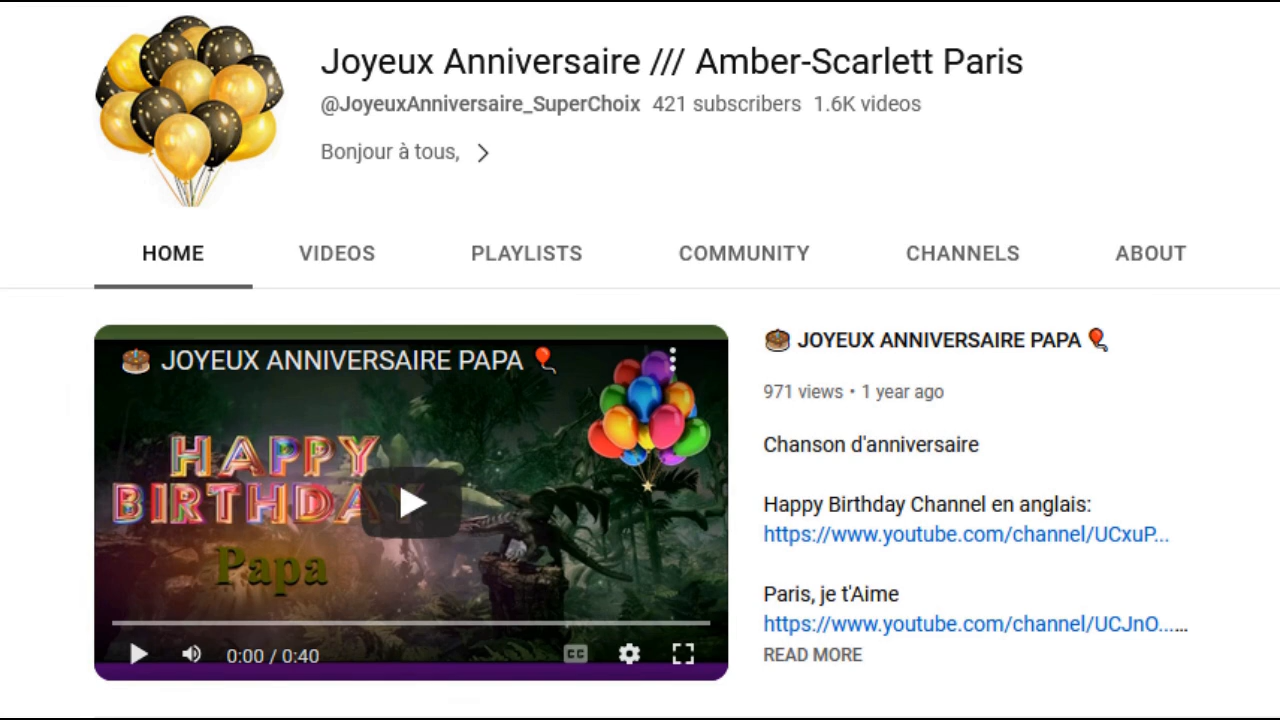 Joyeux Anniversaire /// Amber-Scarlett Paris
@JoyeuxAnniversaire_SuperChoix 421 subscribers 1.6K videos
Bonjour à tous,
HOME VIDEOS PLAYLISTS COMMUNITY CHANNELS ABOUT
🎂 JOYEUX ANNIVERSAIRE PAPA 🎈
HAPPY
BIRTHDAY
Papa
0:00 / 0:40
CC
🎂 JOYEUX ANNIVERSAIRE PAPA 🎈
971 views • 1 year ago
Chanson d'anniversaire
Happy Birthday Channel en anglais:
https://www.youtube.com/channel/UCxuP...
Paris, je t'Aime
https://www.youtube.com/channel/UCJnO......
READ MORE